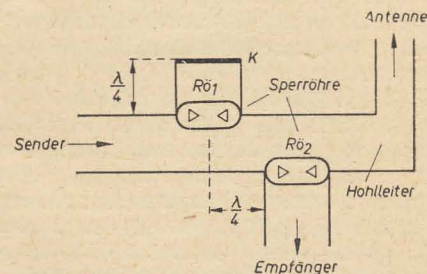 Antenne
K
λ/4
Rö1
Sperröhre
Sender
Rö2
Hohlleiter
λ/4
Empfänger